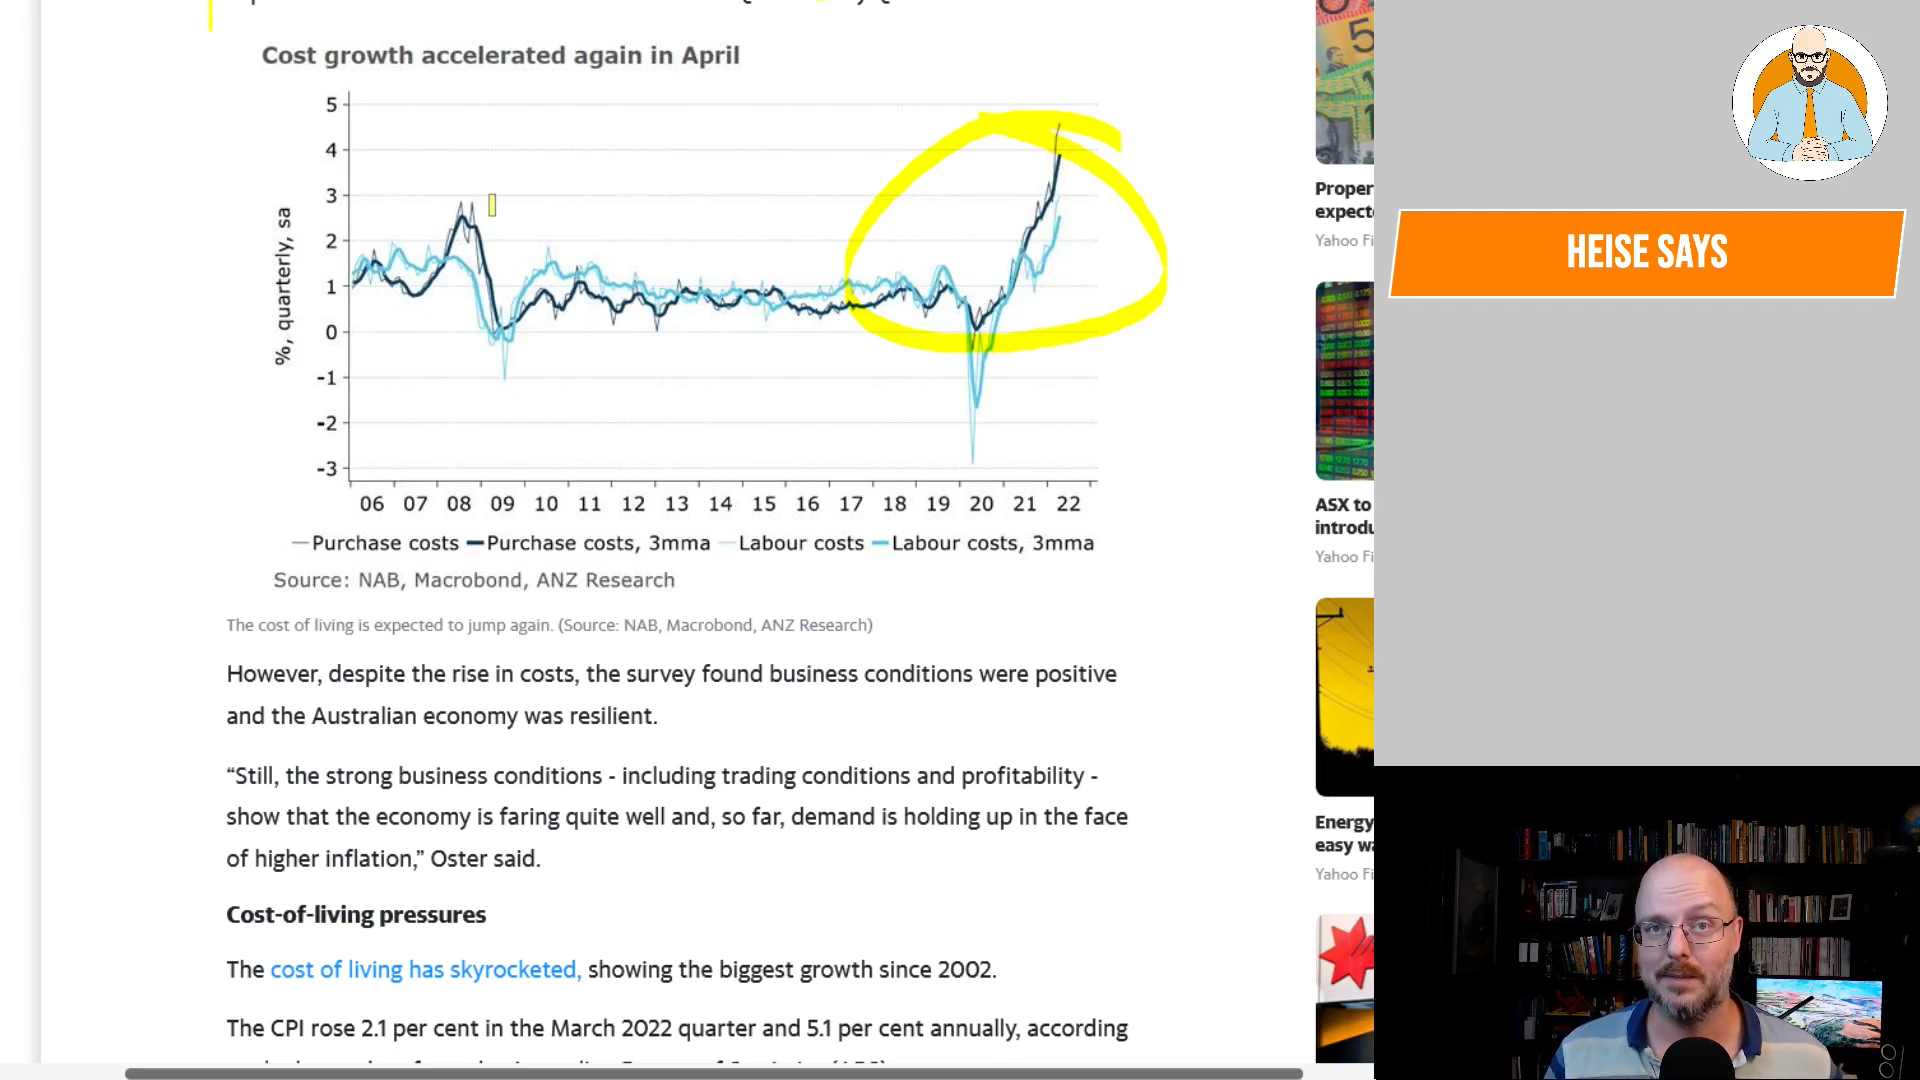 Cost growth accelerated again in April
5
4
3
2
1
0
-1
-2
-3
%, quarterly, sa
06 07 08 09 10 11 12 13 14 15 16 17 18 19 20 21 22
Purchase costs Purchase costs, 3mma Labour costs Labour costs, 3mma
Source: NAB, Macrobond, ANZ Research
The cost of living is expected to jump again. (Source: NAB, Macrobond, ANZ Research)
However, despite the rise in costs, the survey found business conditions were positive
and the Australian economy was resilient.
“Still, the strong business conditions - including trading conditions and profitability -
show that the economy is faring quite well and, so far, demand is holding up in the face
of higher inflation,” Oster said.
Cost-of-living pressures
The cost of living has skyrocketed, showing the biggest growth since 2002.
The CPI rose 2.1 per cent in the March 2022 quarter and 5.1 per cent annually, according
Proper
expect
Yahoo Fi
ASX to
introdu
Yahoo Fi
Energy
easy wa
Yahoo Fi
HEISE SAYS